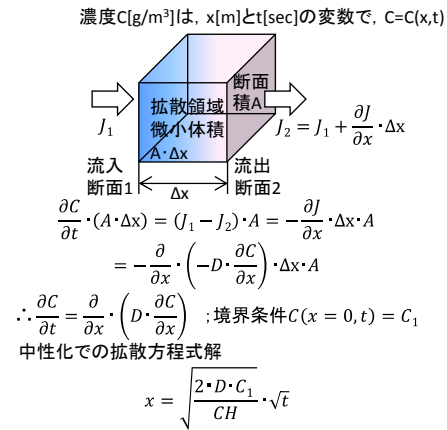 濃度C[g/m³]は，x[m]とt[sec]の変数で，C=C(x,t)
断面
積A
拡散領域
微小体積
A・Δx
J₁
J₂ = J₁ + ∂J/∂x・Δx
流入
断面1
Δx
流出
断面2
∂C/∂t・(A・Δx) = (J₁ − J₂)・A = −∂J/∂x・Δx・A
= −∂/∂x・(−D・∂C/∂x)・Δx・A
∴ ∂C/∂t = ∂/∂x・(D・∂C/∂x) ；境界条件C(x = 0, t) = C₁
中性化での拡散方程式解
x = √(2・D・C₁/CH)・√t